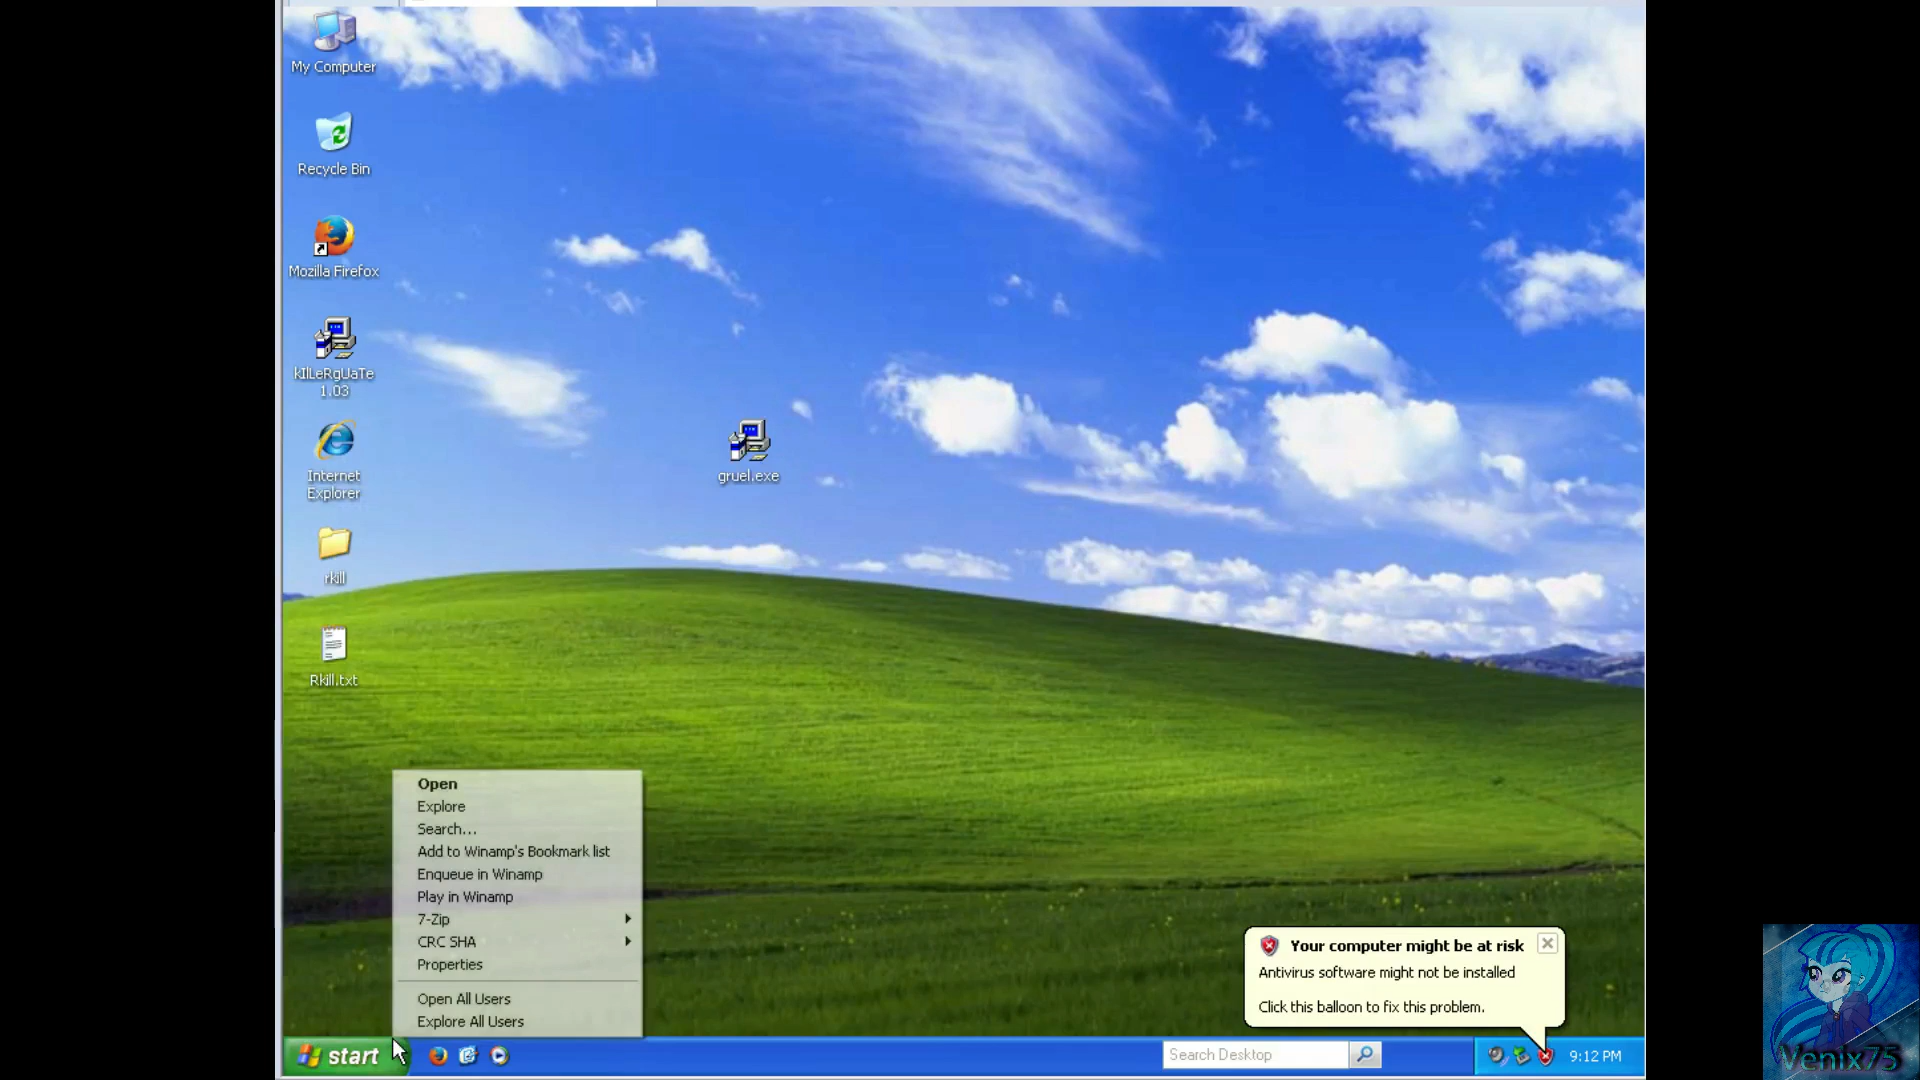 My Computer
Recycle Bin
Mozilla Firefox
kIlLeRgUaTe
1.03
Internet
Explorer
rkill
Rkill.txt
gruel.exe
Open
Explore
Search...
Add to Winamp's Bookmark list
Enqueue in Winamp
Play in Winamp
7-Zip
CRC SHA
Properties
Open All Users
Explore All Users
Your computer might be at risk
Antivirus software might not be installed
Click this balloon to fix this problem.
start
Search Desktop
9:12 PM
Venix75